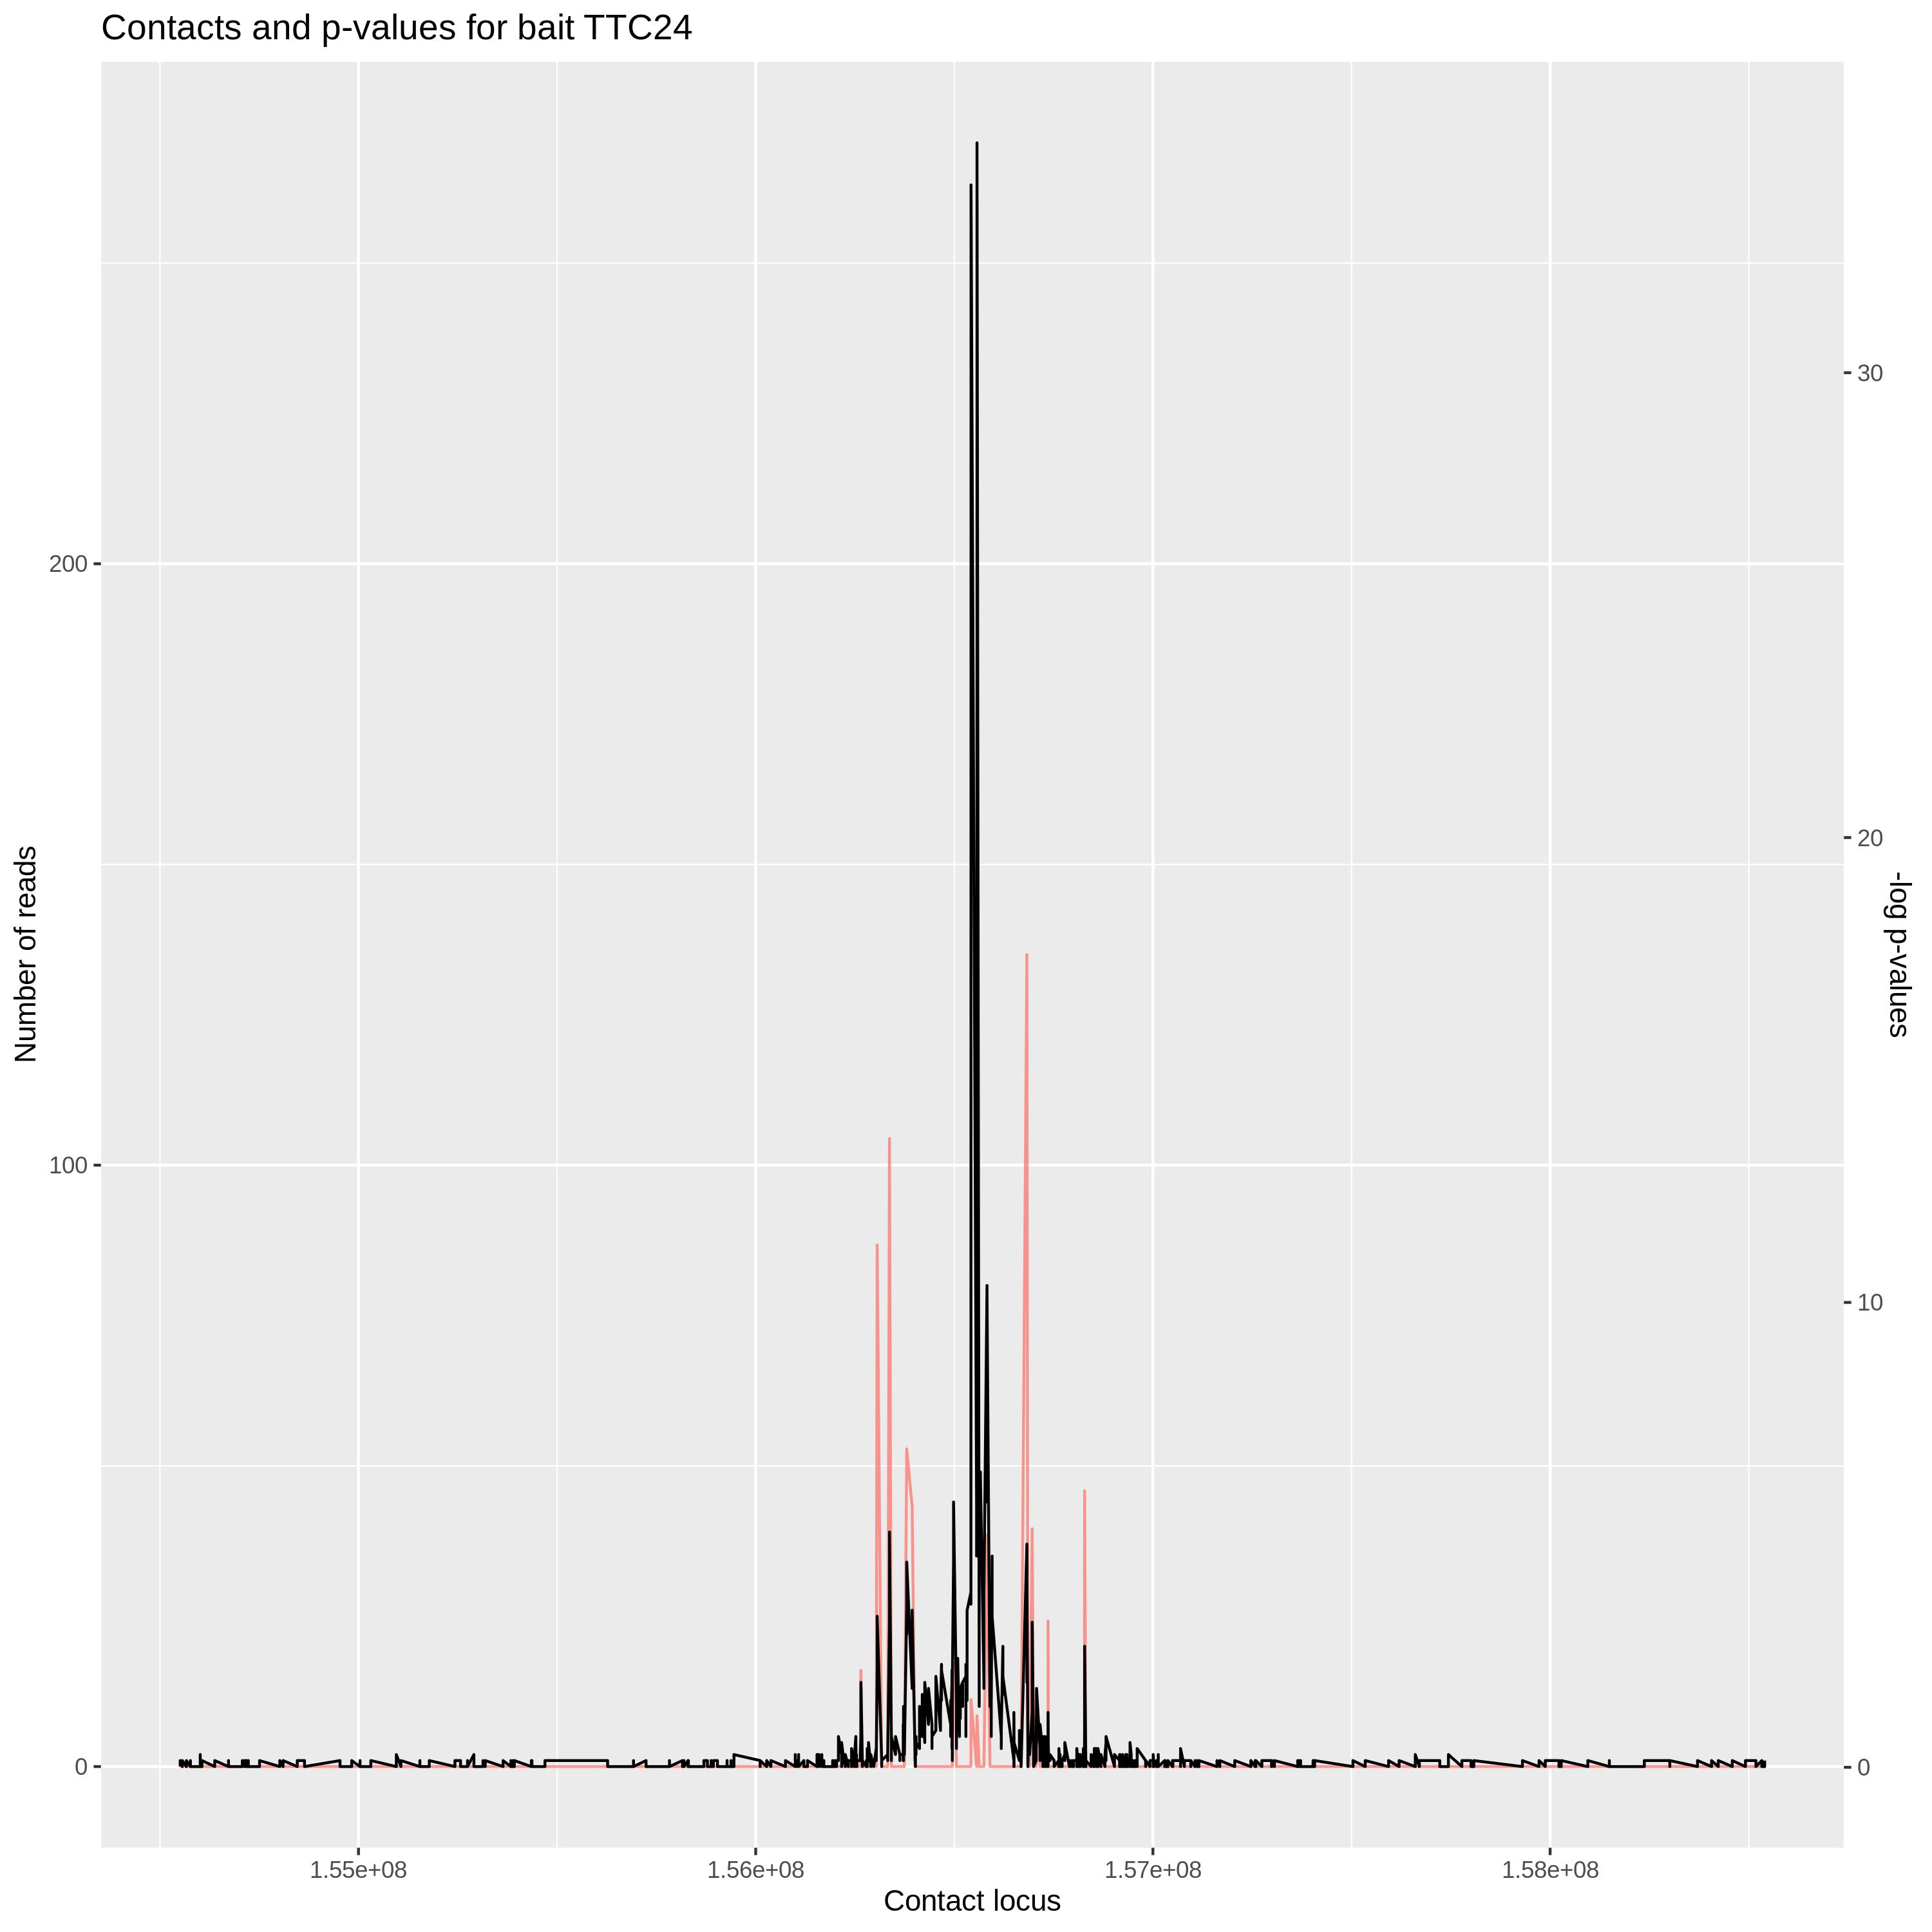 Contacts and p-values for bait TTC24
Number of reads
200
100
0
30
20
10
0
-log p-values
1.55e+08
1.56e+08
1.57e+08
1.58e+08
Contact locus